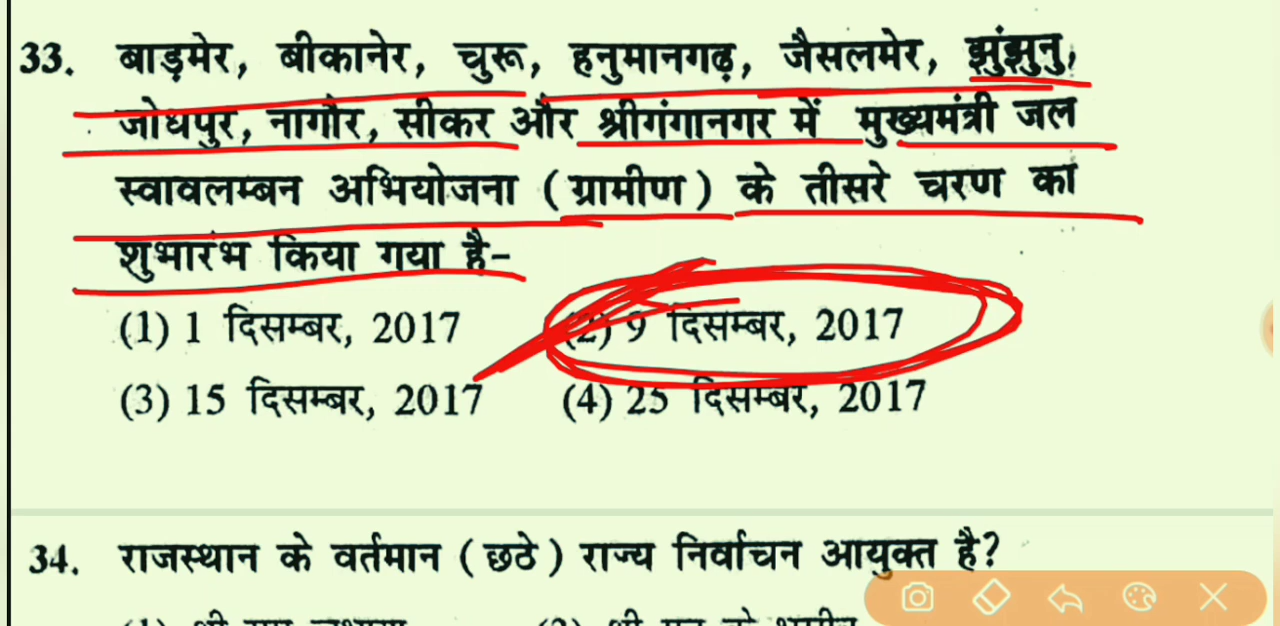 33. बाड़मेर, बीकानेर, चुरू, हनुमानगढ़, जैसलमेर, झुंझुनु,
जोधपुर, नागौर, सीकर और श्रीगंगानगर में मुख्यमंत्री जल
स्वावलम्बन अभियोजना (ग्रामीण) के तीसरे चरण का
शुभारंभ किया गया है-
(1) 1 दिसम्बर, 2017 (2) 9 दिसम्बर, 2017
(3) 15 दिसम्बर, 2017 (4) 25 दिसम्बर, 2017
34. राजस्थान के वर्तमान (छठे) राज्य निर्वाचन आयुक्त है?